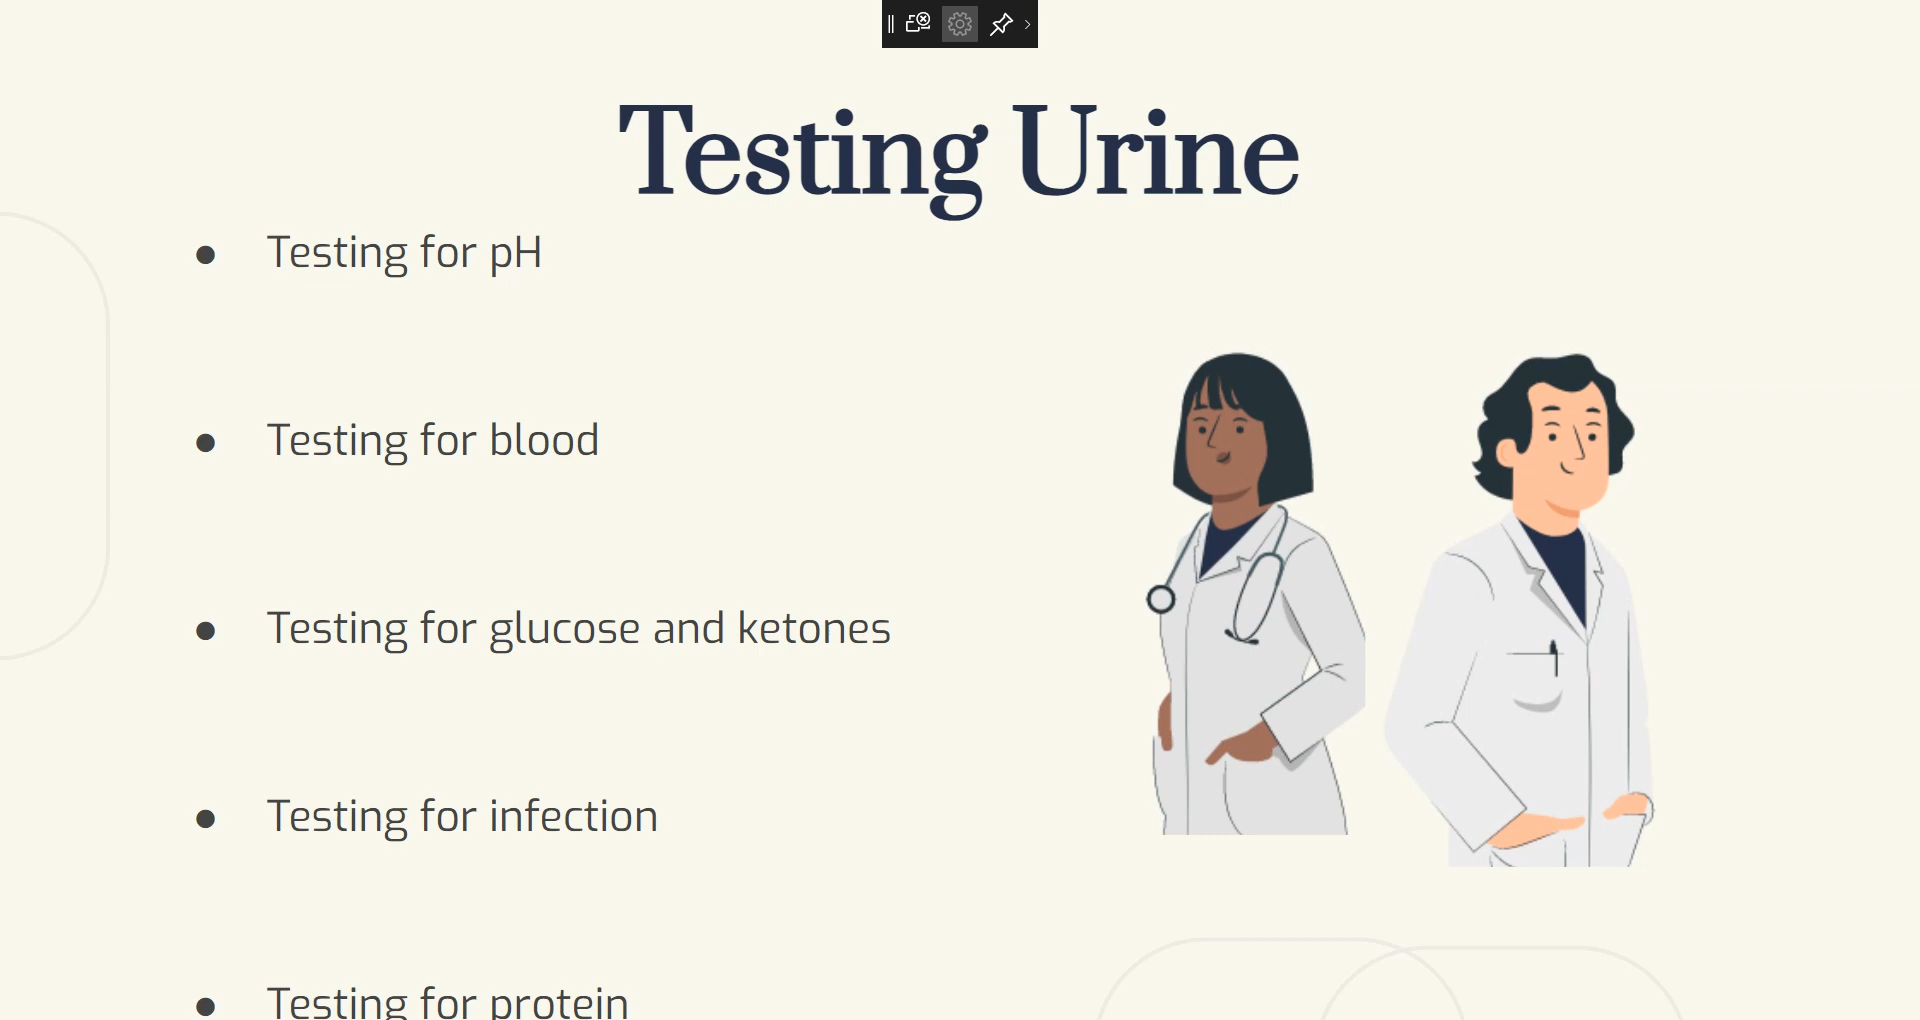 Testing Urine
● Testing for pH
● Testing for blood
● Testing for glucose and ketones
● Testing for infection
● Testing for protein